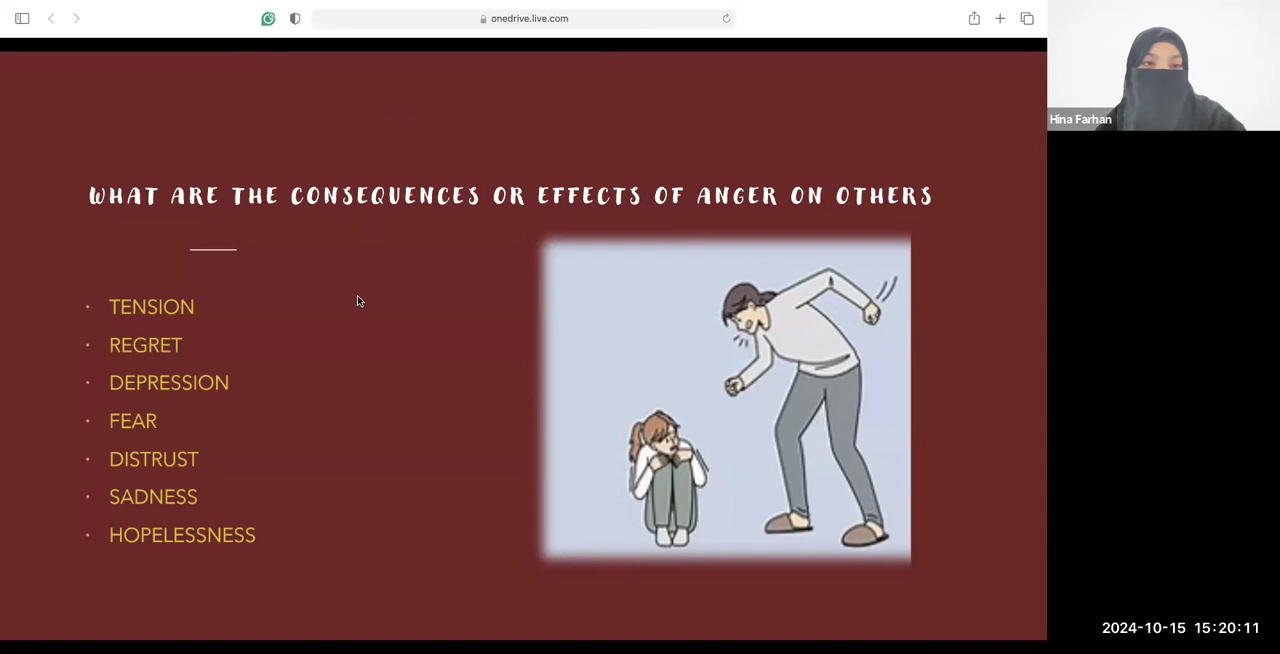 onedrive.live.com
Hina Farhan
WHAT ARE THE CONSEQUENCES OR EFFECTS OF ANGER ON OTHERS
· TENSION
· REGRET
· DEPRESSION
· FEAR
· DISTRUST
· SADNESS
· HOPELESSNESS
2024-10-15 15:20:11